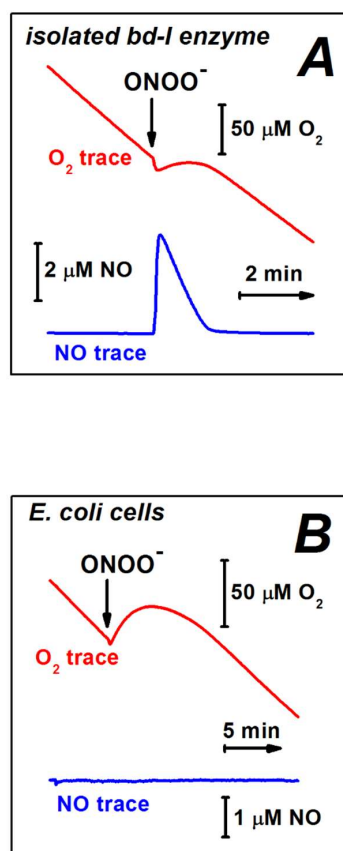 isolated bd-I enzyme
A
ONOO⁻
50 μM O₂
O₂ trace
2 μM NO
2 min
NO trace
E. coli cells
B
ONOO⁻
50 μM O₂
O₂ trace
5 min
NO trace
1 μM NO